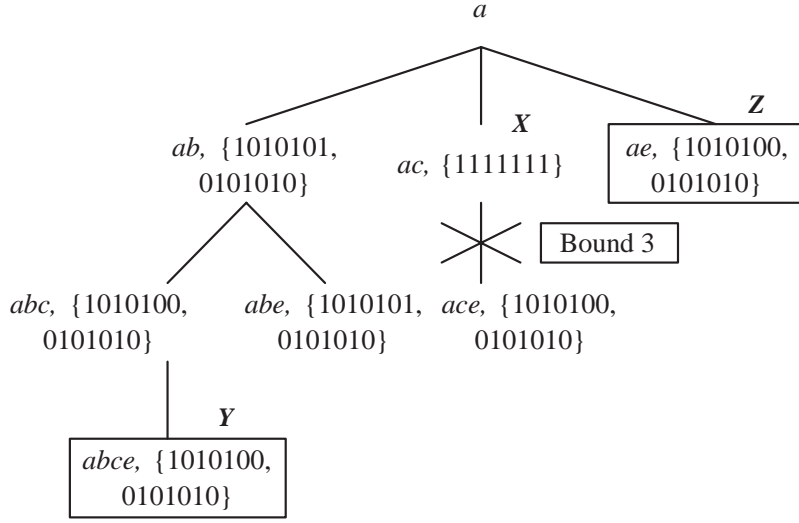 a
Z
X
ab, {1010101,
0101010}
ac, {1111111}
ae, {1010100,
0101010}
Bound 3
abc, {1010100,
0101010}
abe, {1010101,
0101010}
ace, {1010100,
0101010}
Y
abce, {1010100,
0101010}